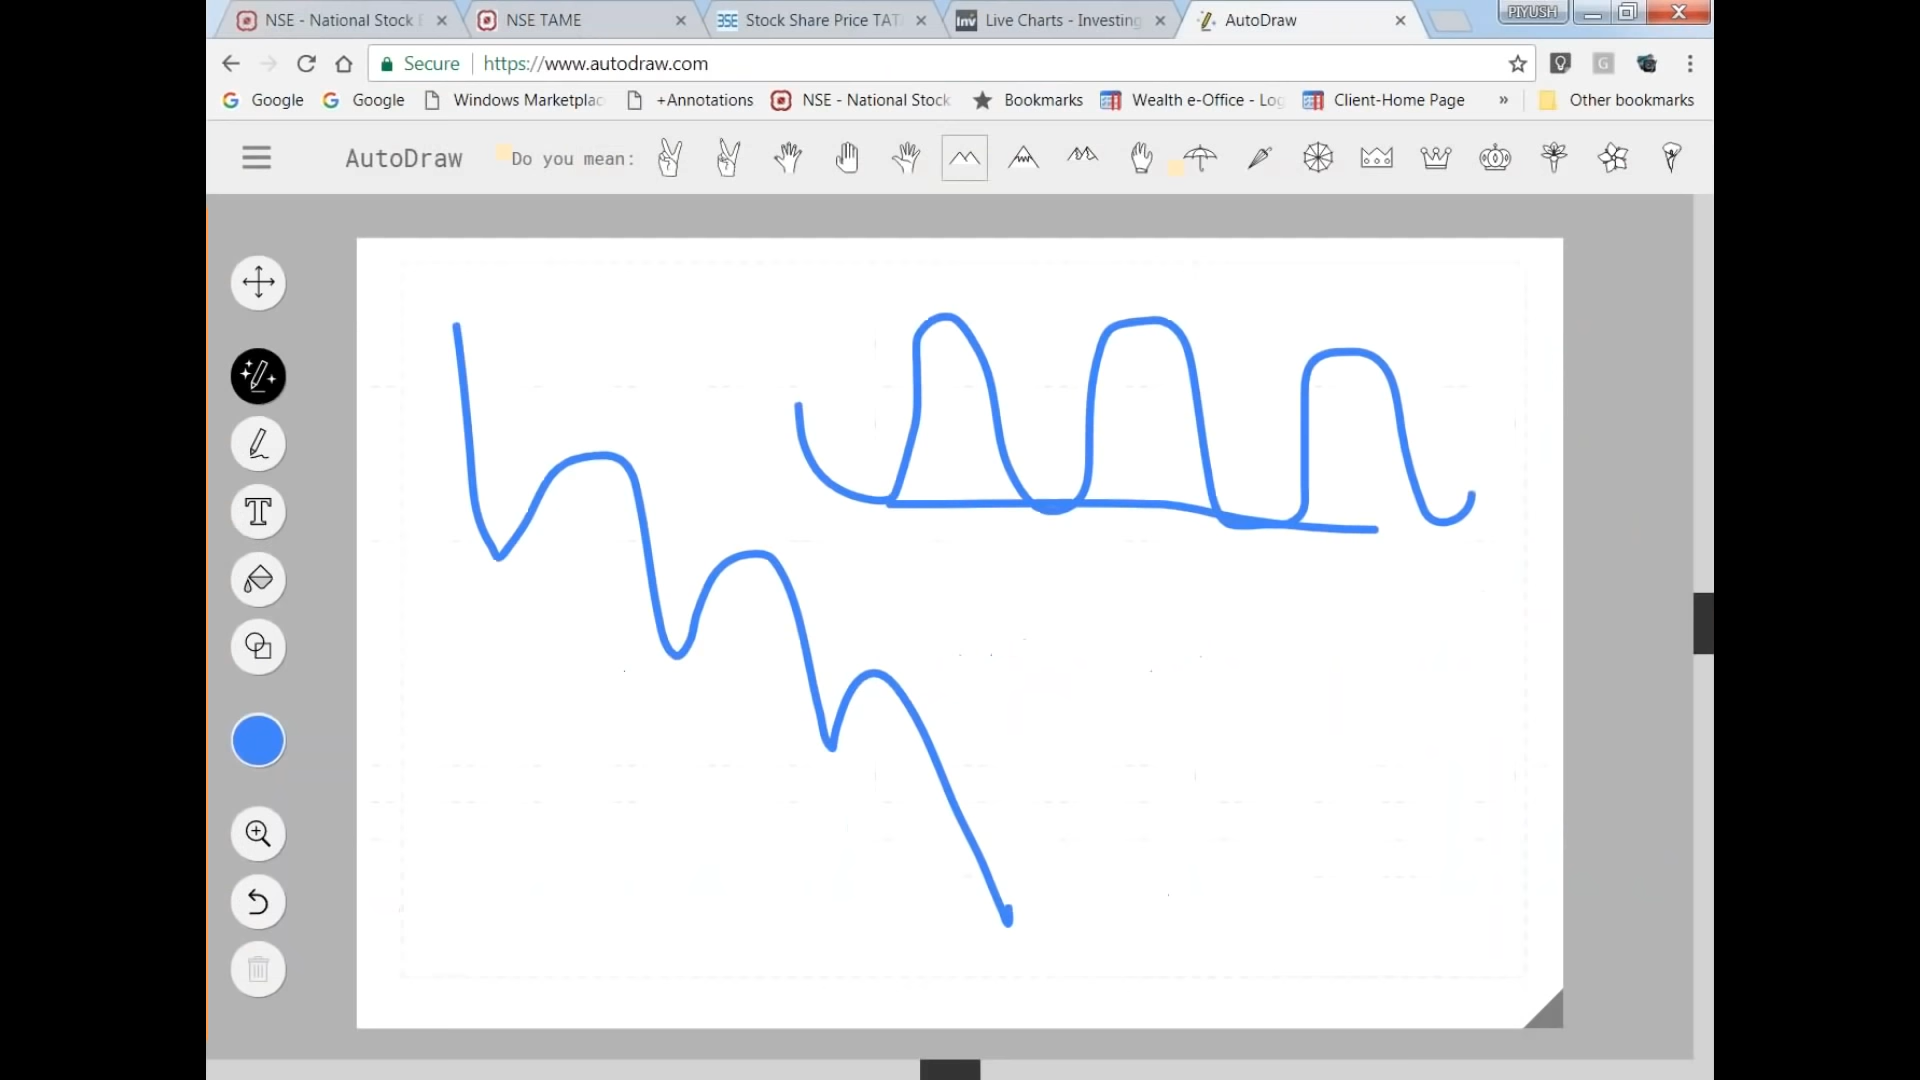 NSE - National Stock E
NSE TAME
Stock Share Price TATA
Live Charts - Investing
AutoDraw
PIYUSH
Secure
https://www.autodraw.com
Google
Google
Windows Marketplac
+Annotations
NSE - National Stock
Bookmarks
Wealth e-Office - Log
Client-Home Page
»
Other bookmarks
AutoDraw
Do you mean: